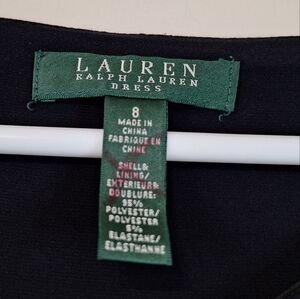 LAUREN
RALPH LAUREN
DRESS
8
MADE IN
CHINA
FABRIQUE EN
CHINE
SHELL&
LINING/
EXTERIEUR&
DOUBLURE:
95%
POLYESTER/
POLYESTER
5%
ELASTANE/
ELASTHANNE